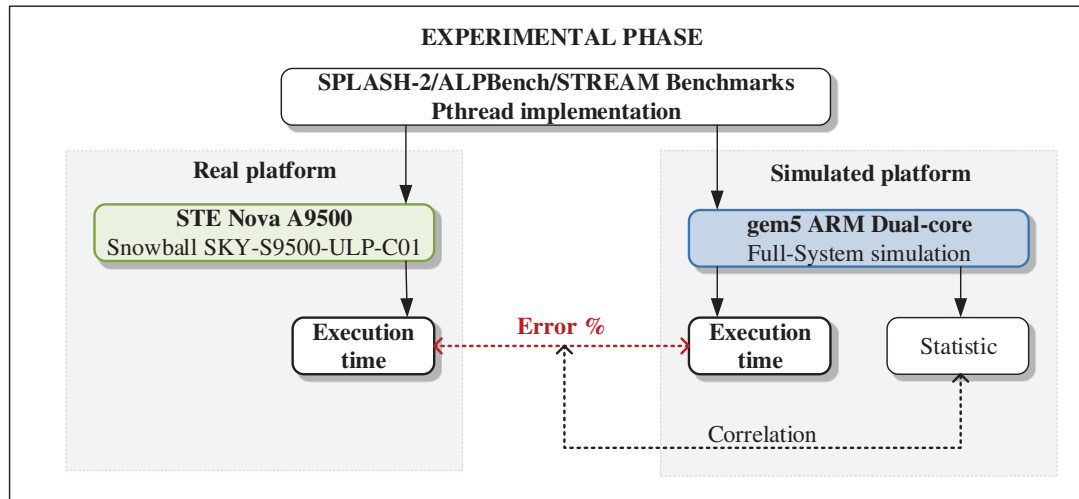 EXPERIMENTAL PHASE
SPLASH-2/ALPBench/STREAM Benchmarks
Pthread implementation
Real platform
STE Nova A9500
Snowball SKY-S9500-ULP-C01
Execution
time
Error %
Simulated platform
gem5 ARM Dual-core
Full-System simulation
Execution
time
Statistic
Correlation